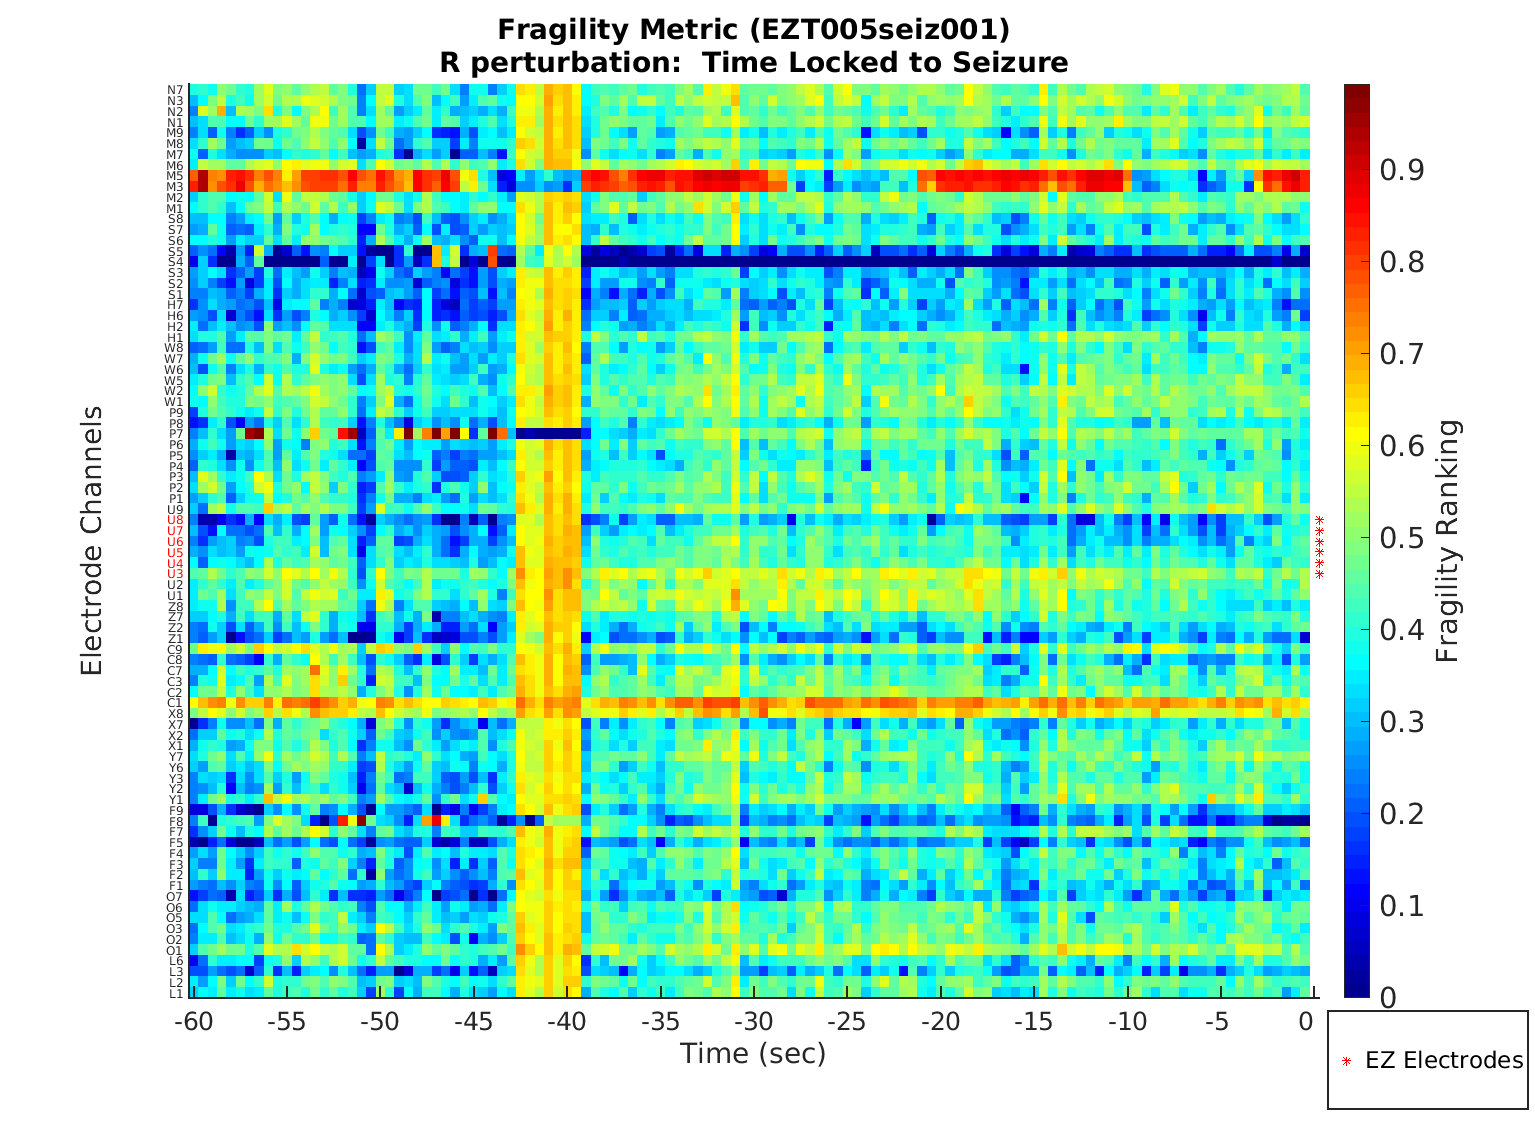 Fragility Metric (EZT005seiz001)
R perturbation:  Time Locked to Seizure
Electrode Channels
N7
N3
N2
N1
M9
M8
M7
M6
M5
M3
M2
M1
S8
S7
S6
S5
S4
S3
S2
S1
H7
H6
H2
H1
W8
W7
W6
W5
W2
W1
P9
P8
P7
P6
P5
P4
P3
P2
P1
U9
U8
U7
U6
U5
U4
U3
U2
U1
Z8
Z7
Z2
Z1
C9
C8
C7
C3
C2
C1
X8
X7
X2
X1
Y7
Y6
Y3
Y2
Y1
F9
F8
F7
F5
F4
F3
F2
F1
O7
O6
O5
O3
O2
O1
L6
L3
L2
L1
-60 -55 -50 -45 -40 -35 -30 -25 -20 -15 -10 -5 0
Time (sec)
0.9
0.8
0.7
0.6
0.5
0.4
0.3
0.2
0.1
0
Fragility Ranking
EZ Electrodes